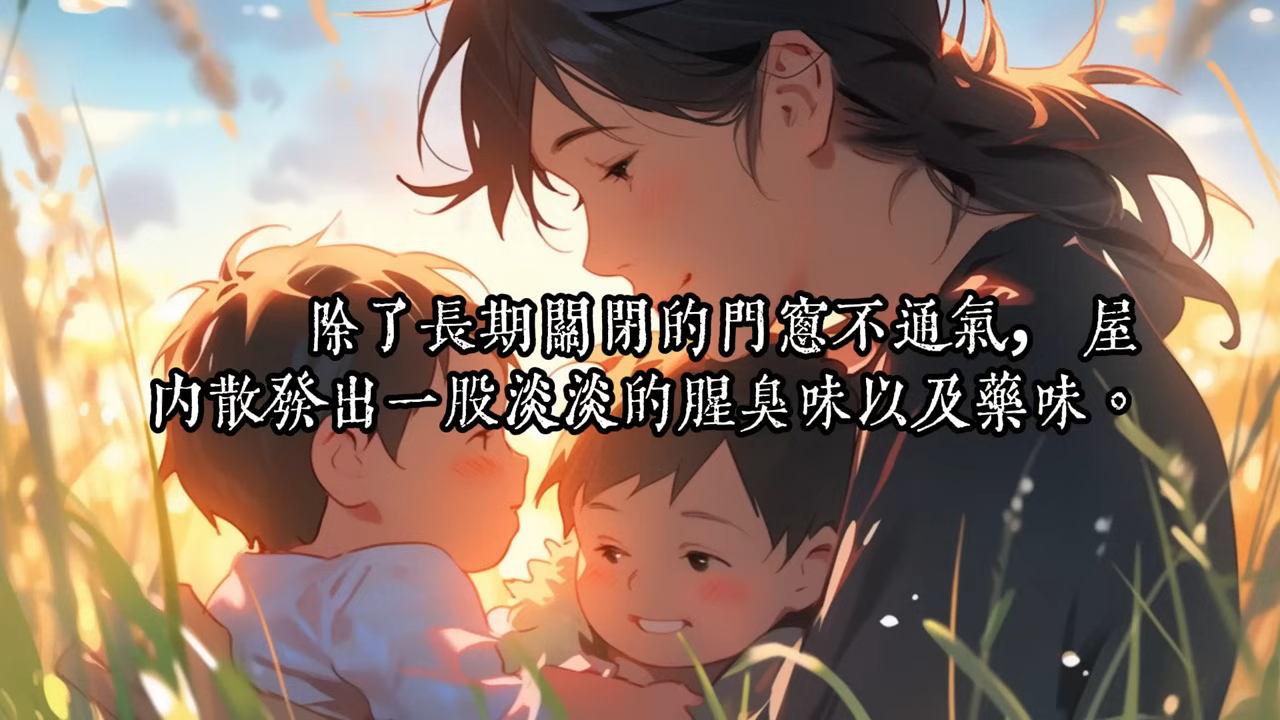 除了長期關閉的門窻不通氣, 屋
內散發出一股淡淡的腥臭味以及藥味。